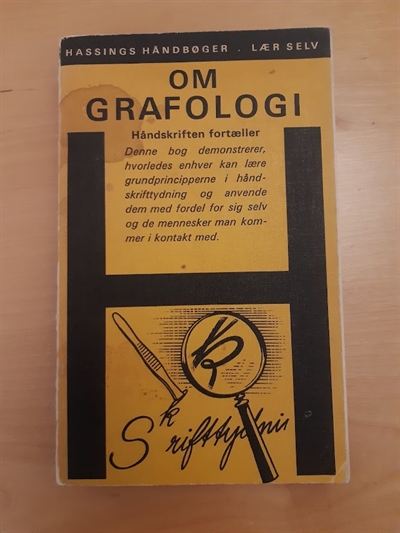 HASSINGS HÅNDBØGER . LÆR SELV
OM
GRAFOLOGI
Håndskriften fortæller
Denne bog demonstrerer,
hvorledes enhver kan lære
grundprincipperne i hånd-
skrifttydning og anvende
dem med fordel for sig selv
og de mennesker man kom-
mer i kontakt med.
k
Skrifttydnin